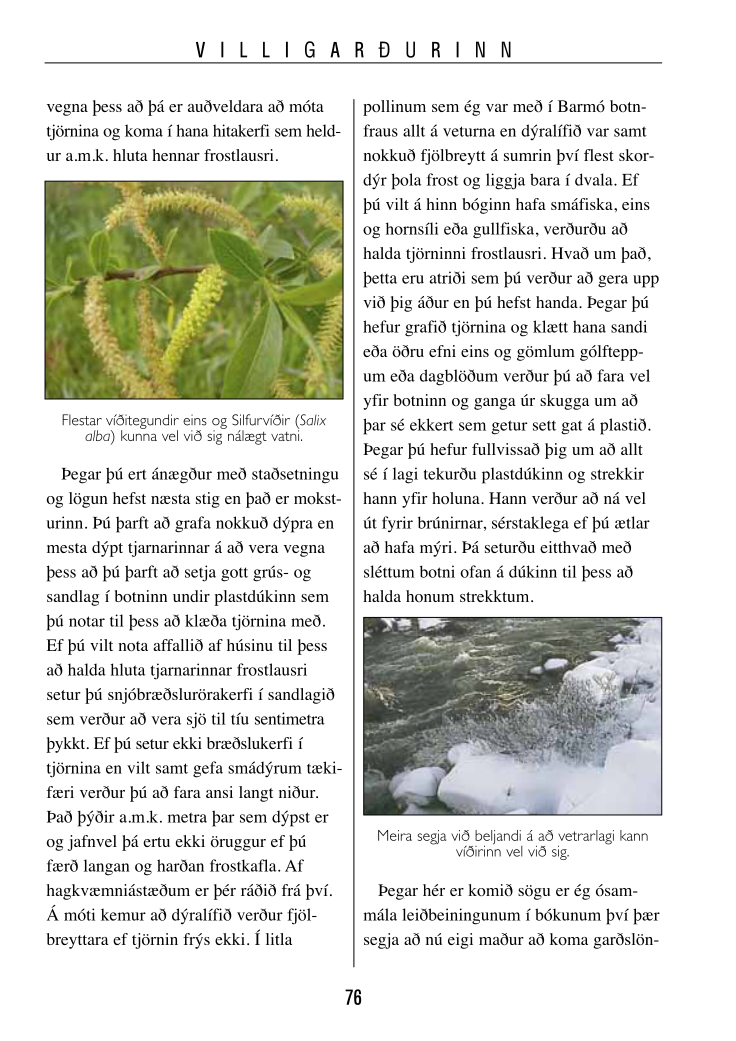 VILLIGARÐURINN
vegna þess að þá er auðveldara að móta
tjörnina og koma í hana hitakerfi sem held-
ur a.m.k. hluta hennar frostlausri.
Flestar víðitegundir eins og Silfurvíðir (Salix
alba) kunna vel við sig nálægt vatni.
Þegar þú ert ánægður með staðsetningu
og lögun hefst næsta stig en það er mokst-
urinn. Þú þarft að grafa nokkuð dýpra en
mesta dýpt tjarnarinnar á að vera vegna
þess að þú þarft að setja gott grús- og
sandlag í botninn undir plastdúkinn sem
þú notar til þess að klæða tjörnina með.
Ef þú vilt nota affallið af húsinu til þess
að halda hluta tjarnarinnar frostlausri
setur þú snjóbræðslurörakerfi í sandlagið
sem verður að vera sjö til tíu sentimetra
þykkt. Ef þú setur ekki bræðslukerfi í
tjörnina en vilt samt gefa smádýrum tæki-
færi verður þú að fara ansi langt niður.
Það þýðir a.m.k. metra þar sem dýpst er
og jafnvel þá ertu ekki öruggur ef þú
færð langan og harðan frostkafla. Af
hagkvæmniástæðum er þér ráðið frá því.
Á móti kemur að dýralífið verður fjöl-
breyttara ef tjörnin frýs ekki. Í litla
pollinum sem ég var með í Barmó botn-
fraus allt á veturna en dýralífið var samt
nokkuð fjölbreytt á sumrin því flest skor-
dýr þola frost og liggja bara í dvala. Ef
þú vilt á hinn bóginn hafa smáfiska, eins
og hornsíli eða gullfiska, verðurðu að
halda tjörninni frostlausri. Hvað um það,
þetta eru atriði sem þú verður að gera upp
við þig áður en þú hefst handa. Þegar þú
hefur grafið tjörnina og klætt hana sandi
eða öðru efni eins og gömlum gólftepp-
um eða dagblöðum verður þú að fara vel
yfir botninn og ganga úr skugga um að
þar sé ekkert sem getur sett gat á plastið.
Þegar þú hefur fullvissað þig um að allt
sé í lagi tekurðu plastdúkinn og strekkir
hann yfir holuna. Hann verður að ná vel
út fyrir brúnirnar, sérstaklega ef þú ætlar
að hafa mýri. Þá seturðu eitthvað með
sléttum botni ofan á dúkinn til þess að
halda honum strekktum.
Meira segja við beljandi á að vetrarlagi kann
víðirinn vel við sig.
Þegar hér er komið sögu er ég ósam-
mála leiðbeiningunum í bókunum því þær
segja að nú eigi maður að koma garðslön-
76